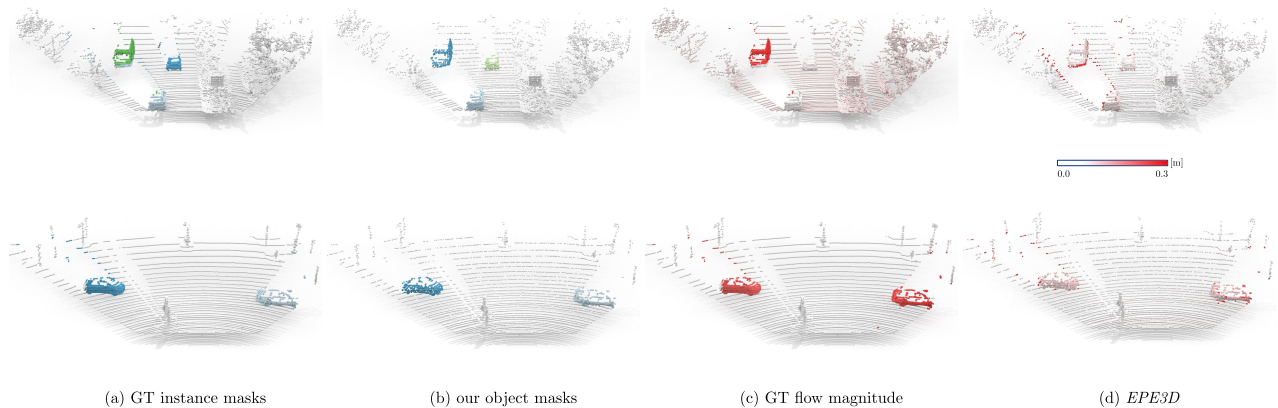 [m]
0.0 0.3
(a) GT instance masks (b) our object masks (c) GT flow magnitude (d) EPE3D